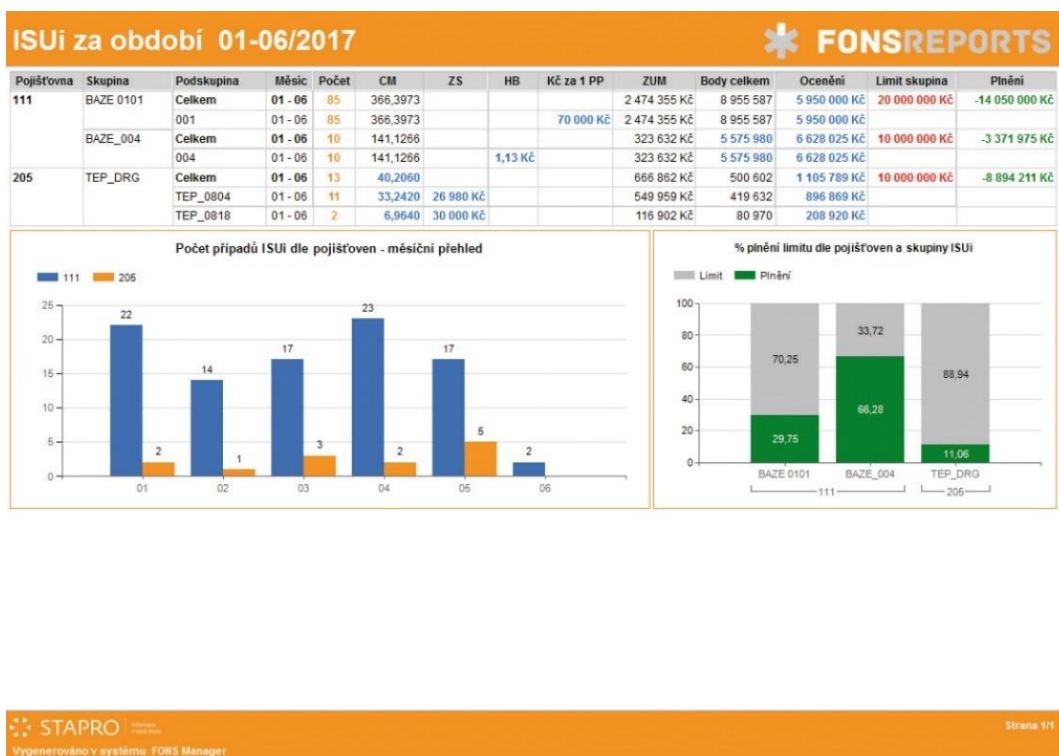 ISUi za období 01-06/2017
FONSREPORTS
Pojišťovna Skupina Podskupina Měsíc Počet CM ZS HB Kč za 1 PP ZUM Body celkem Ocenění Limit skupina Plnění
111 BAZE 0101 Celkem 01 - 06 85 366,3973 2 474 355 Kč 8 955 587 5 950 000 Kč 20 000 000 Kč -14 050 000 Kč
001 01 - 06 85 366,3973 70 000 Kč 2 474 355 Kč 8 955 587 5 950 000 Kč
BAZE_004 Celkem 01 - 06 10 141,1266 323 632 Kč 5 575 980 6 628 025 Kč 10 000 000 Kč -3 371 975 Kč
004 01 - 06 10 141,1266 1,13 Kč 323 632 Kč 5 575 980 6 628 025 Kč
205 TEP_DRG Celkem 01 - 06 13 40,2060 666 862 Kč 500 602 1 105 789 Kč 10 000 000 Kč -8 894 211 Kč
TEP_0804 01 - 06 11 33,2420 26 980 Kč 549 959 Kč 419 632 896 869 Kč
TEP_0818 01 - 06 2 6,9640 30 000 Kč 116 902 Kč 80 970 208 920 Kč
Počet případů ISUi dle pojišťoven - měsíční přehled
111 205
25
20
15
10
5
0
22 2
14 1
17 3
23 2
17 5
2
01 02 03 04 05 06
% plnění limitu dle pojišťoven a skupiny ISUi
Limit Plnění
100
80
60
40
20
0
70,25 33,72 88,94
29,75 66,28 11,06
BAZE 0101 BAZE_004 TEP_DRG
111 205
STAPRO
Strana 1/1
Vygenerováno v systému FONS Manager